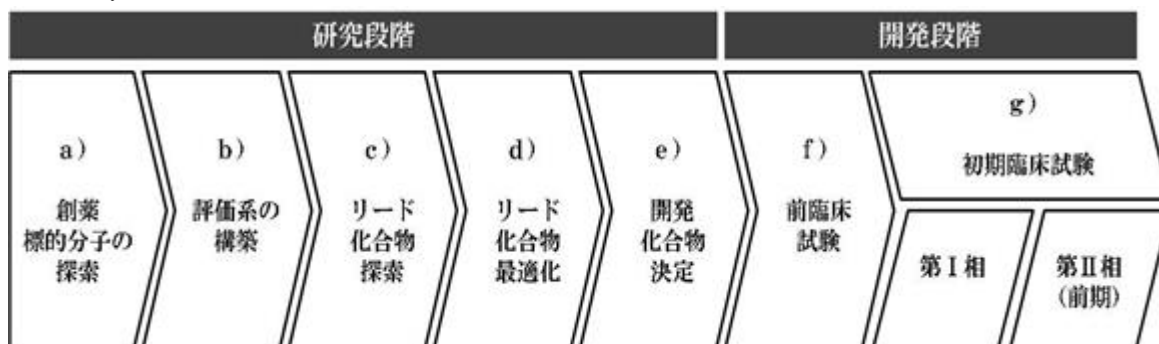 研究段階
開発段階
a)
創薬
標的分子の
探索
b)
評価系の
構築
c)
リード
化合物
探索
d)
リード
化合物
最適化
e)
開発
化合物
決定
f)
前臨床
試験
g)
初期臨床試験
第Ⅰ相
第Ⅱ相
(前期)